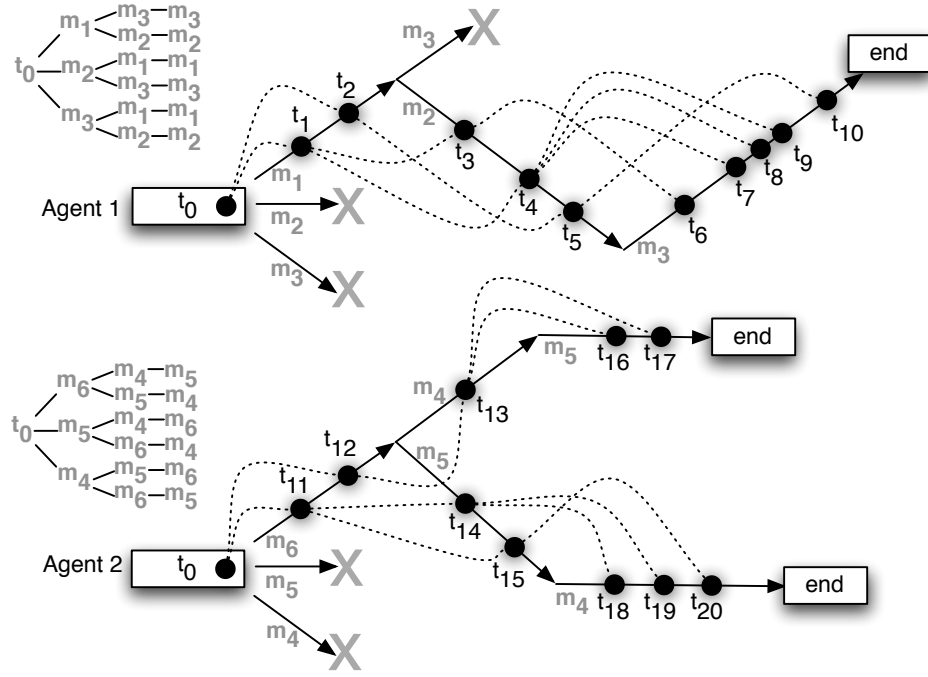 m3 m3
m1
m2 m2
t0 m2 m1 m1
m3 m3
m3 m1 m1
m2 m2
m3 X
end
t2
t1
m2
t10
t3
t9
t8
t7
m1
t4
Agent 1 t0
m2 X
t5
t6
m3
m3 X
m5
t16 t17
end
m4 m5
m6
m5 m4
m4
t13
t0 m5 m4 m6
m6 m4
m4 m5 m6
m6 m5
t12
m5
t11
t14
m6
t15
Agent 2 t0
m5 X
m4
t18 t19 t20
end
m4 X